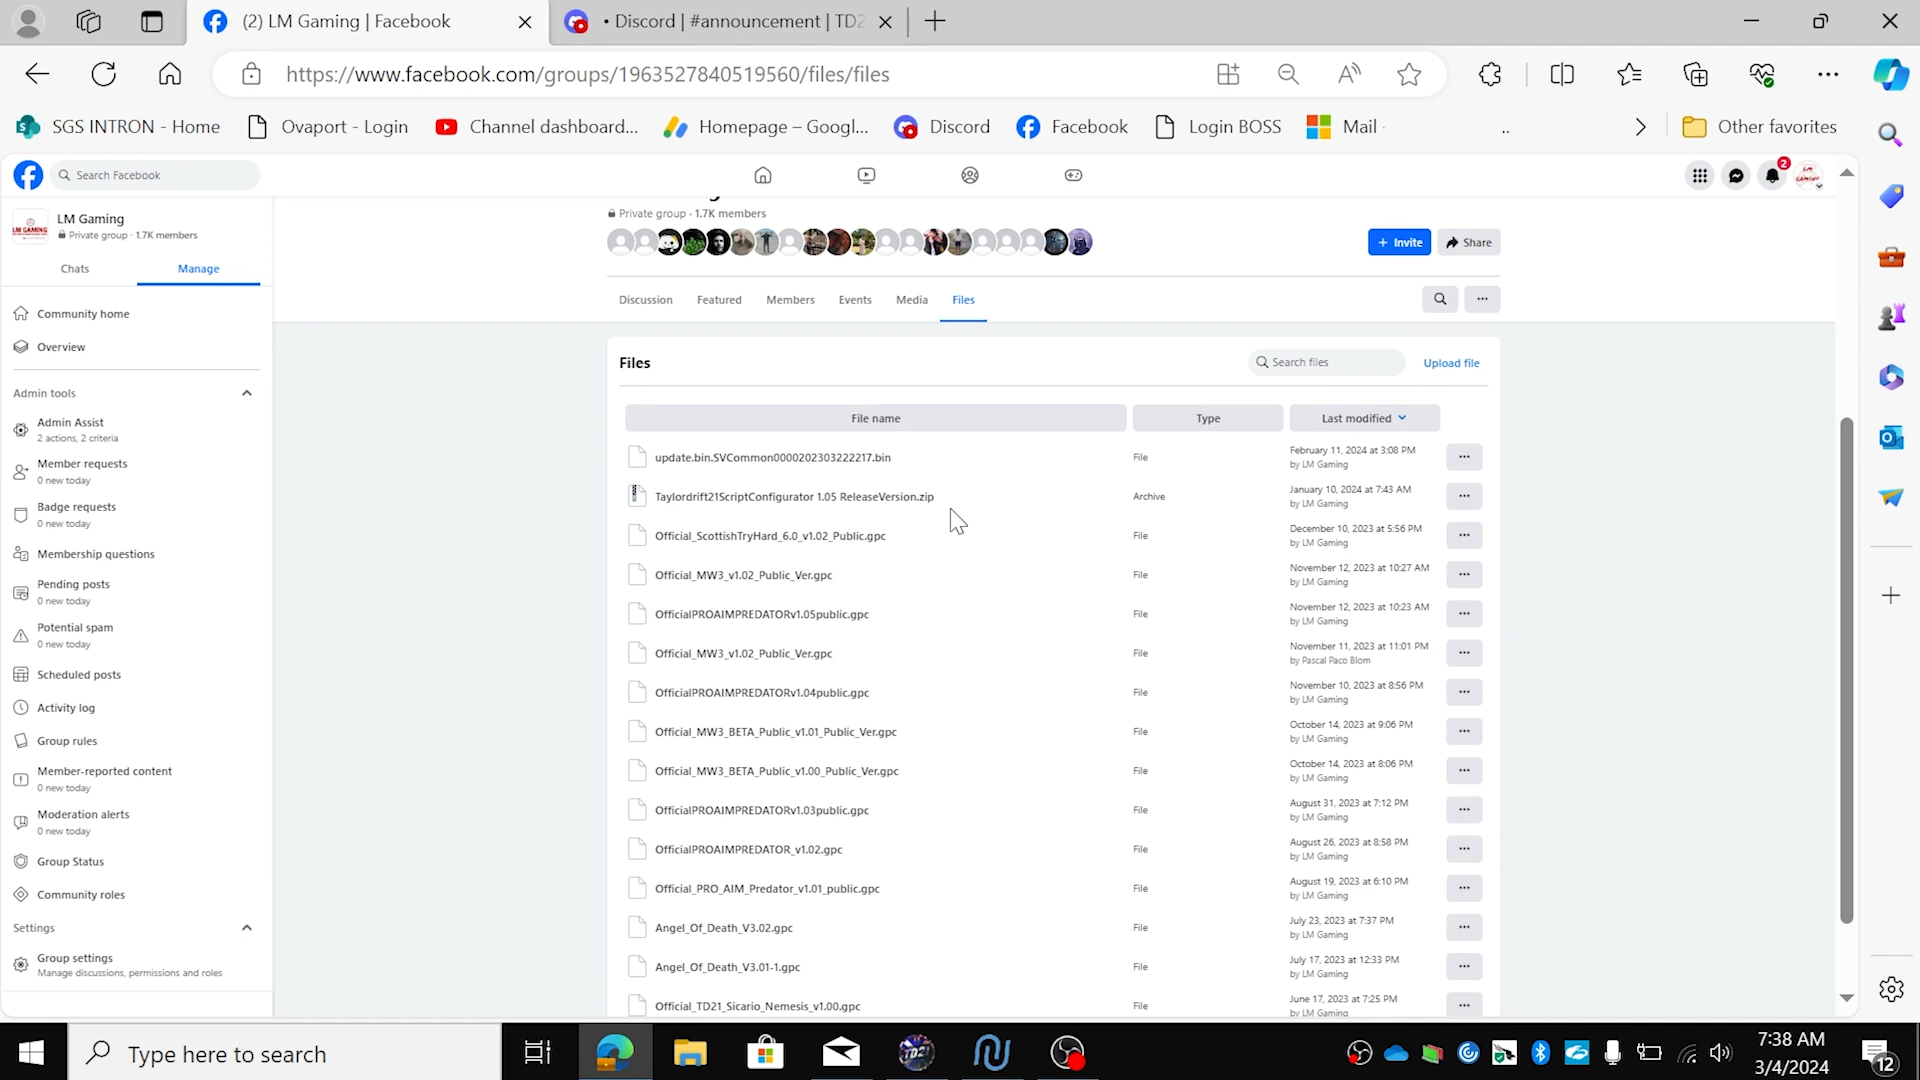 (2) LM Gaming | Facebook
• Discord | #announcement | TD2
https://www.facebook.com/groups/1963527840519560/files/files
SGS INTRON - Home
Ovaport - Login
Channel dashboard...
Homepage – Googl...
Discord
Facebook
Login BOSS
Mail
..
Other favorites
Search Facebook
2
LM Gaming
Private group · 1.7K members
Chats
Manage
Community home
Overview
Admin tools
Admin Assist
2 actions, 2 criteria
Member requests
0 new today
Badge requests
0 new today
Membership questions
Pending posts
0 new today
Potential spam
0 new today
Scheduled posts
Activity log
Group rules
Member-reported content
0 new today
Moderation alerts
0 new today
Group Status
Community roles
Settings
Group settings
Manage discussions, permissions and roles
Private group · 1.7K members
+ Invite
Share
Discussion
Featured
Members
Events
Media
Files
Files
Search files
Upload file
File name
Type
Last modified
update.bin.SVCommon0000202303222217.bin
File
February 11, 2024 at 3:08 PM
by LM Gaming
Taylordrift21ScriptConfigurator 1.05 ReleaseVersion.zip
Archive
January 10, 2024 at 7:43 AM
by LM Gaming
Official_ScottishTryHard_6.0_v1.02_Public.gpc
File
December 10, 2023 at 5:56 PM
by LM Gaming
Official_MW3_v1.02_Public_Ver.gpc
File
November 12, 2023 at 10:27 AM
by LM Gaming
OfficialPROAIMPREDATORv1.05public.gpc
File
November 12, 2023 at 10:23 AM
by LM Gaming
Official_MW3_v1.02_Public_Ver.gpc
File
November 11, 2023 at 11:01 PM
by Pascal Paco Blom
OfficialPROAIMPREDATORv1.04public.gpc
File
November 10, 2023 at 8:56 PM
by LM Gaming
Official_MW3_BETA_Public_v1.01_Public_Ver.gpc
File
October 14, 2023 at 9:06 PM
by LM Gaming
Official_MW3_BETA_Public_v1.00_Public_Ver.gpc
File
October 14, 2023 at 8:06 PM
by LM Gaming
OfficialPROAIMPREDATORv1.03public.gpc
File
August 31, 2023 at 7:12 PM
by LM Gaming
OfficialPROAIMPREDATOR_v1.02.gpc
File
August 26, 2023 at 8:58 PM
by LM Gaming
Official_PRO_AIM_Predator_v1.01_public.gpc
File
August 19, 2023 at 6:10 PM
by LM Gaming
Angel_Of_Death_V3.02.gpc
File
July 23, 2023 at 7:37 PM
by LM Gaming
Angel_Of_Death_V3.01-1.gpc
File
July 17, 2023 at 12:33 PM
by LM Gaming
Official_TD21_Sicario_Nemesis_v1.00.gpc
File
June 17, 2023 at 7:25 PM
by LM Gaming
Type here to search
TD21
7:38 AM
3/4/2024
12